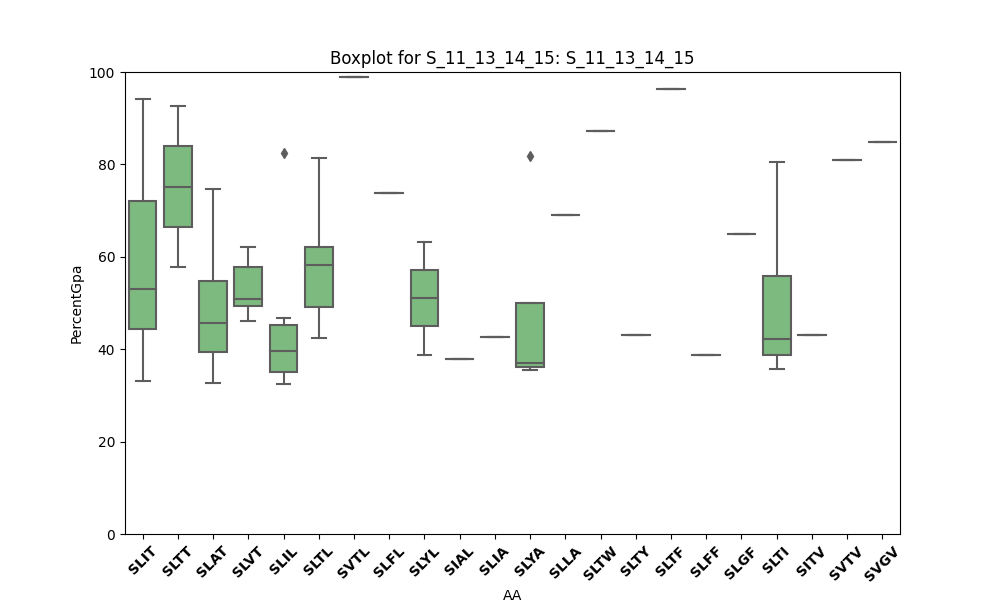 Boxplot for S_11_13_14_15: S_11_13_14_15
100
80
60
40
20
0
PercentGpa
SLIT SLTT SLAT SLVT SLIL SLTL SVTL SLFL SLYL SIAL SLIA SLYA SLLA SLTW SLTY SLTF SLFF SLGF SLTI SITV SVTV SVGV
AA